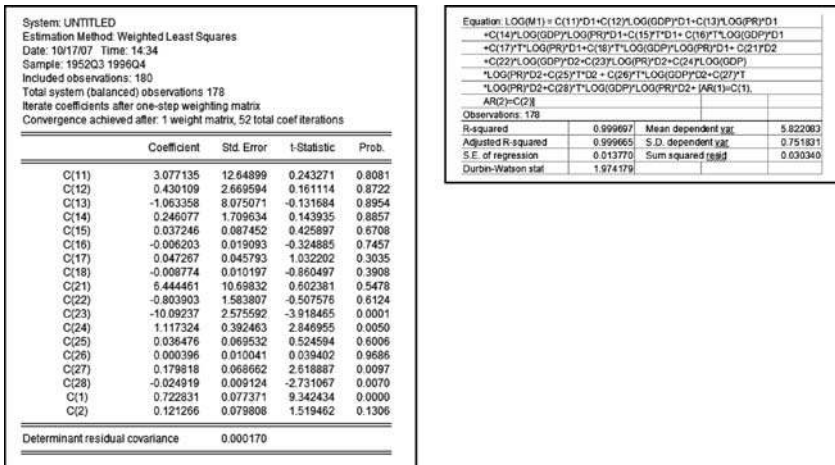 System: UNTITLED
Estimation Method: Weighted Least Squares
Date: 10/17/07 Time: 14:34
Sample: 1952Q3 1996Q4
Included observations: 180
Total system (balanced) observations 178
Iterate coefficients after one-step weighting matrix
Convergence achieved after: 1 weight matrix, 52 total coef iterations
Coefficient Std. Error t-Statistic Prob.
C(11) 3.077135 12.64899 0.243271 0.8081
C(12) 0.430109 2.669594 0.161114 0.8722
C(13) -1.063358 8.075071 -0.131684 0.8954
C(14) 0.246077 1.709634 0.143935 0.8857
C(15) 0.037246 0.087452 0.425897 0.6708
C(16) -0.006203 0.019093 -0.324885 0.7457
C(17) 0.047267 0.045793 1.032202 0.3035
C(18) -0.008774 0.010197 -0.860497 0.3908
C(21) 6.444461 10.69832 0.602381 0.5478
C(22) -0.803903 1.583807 -0.507576 0.6124
C(23) -10.09237 2.575592 -3.918465 0.0001
C(24) 1.117324 0.392463 2.846955 0.0050
C(25) 0.036476 0.069532 0.524594 0.6006
C(26) 0.000396 0.010041 0.039402 0.9686
C(27) 0.179818 0.068662 2.618887 0.0097
C(28) -0.024919 0.009124 -2.731067 0.0070
C(1) 0.722831 0.077371 9.342434 0.0000
C(2) 0.121266 0.079808 1.519462 0.1306
Determinant residual covariance 0.000170
Equation: LOG(M1) = C(11)*D1+C(12)*LOG(GDP)*D1+C(13)*LOG(PR)*D1
+C(14)*LOG(GDP)*LOG(PR)*D1+C(15)*T*D1+ C(16)*T*LOG(GDP)*D1
+C(17)*T*LOG(PR)*D1+C(18)*T*LOG(GDP)*LOG(PR)*D1+ C(21)*D2
+C(22)*LOG(GDP)*D2+C(23)*LOG(PR)*D2+C(24)*LOG(GDP)
*LOG(PR)*D2+C(25)*T*D2 + C(26)*T*LOG(GDP)*D2+C(27)*T
*LOG(PR)*D2+C(28)*T*LOG(GDP)*LOG(PR)*D2+ [AR(1)=C(1),
AR(2)=C(2)]
Observations: 178
R-squared 0.999697 Mean dependent var 5.822083
Adjusted R-squared 0.999665 S.D. dependent var 0.751831
S.E. of regression 0.013770 Sum squared resid 0.030340
Durbin-Watson stat 1.974179